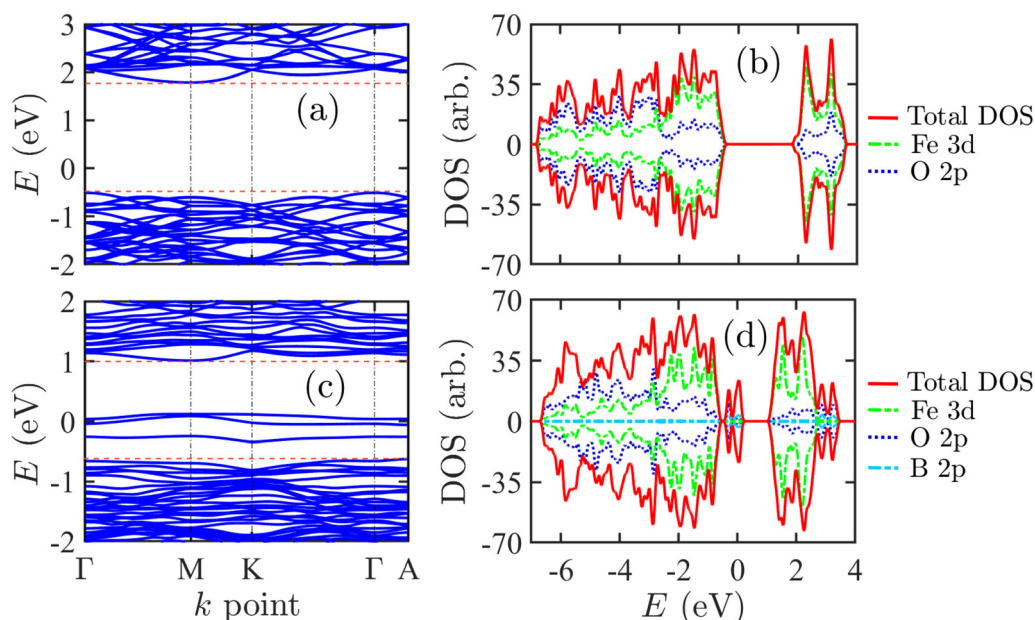 3
2
1
0
-1
-2
E (eV)
(a)
70
35
0
-35
-70
DOS (arb.)
(b)
Total DOS
Fe 3d
O 2p
2
1
0
-1
-2
E (eV)
(c)
Γ M K Γ A
k point
70
35
0
-35
-70
DOS (arb.)
(d)
-6 -4 -2 0 2 4
E (eV)
Total DOS
Fe 3d
O 2p
B 2p